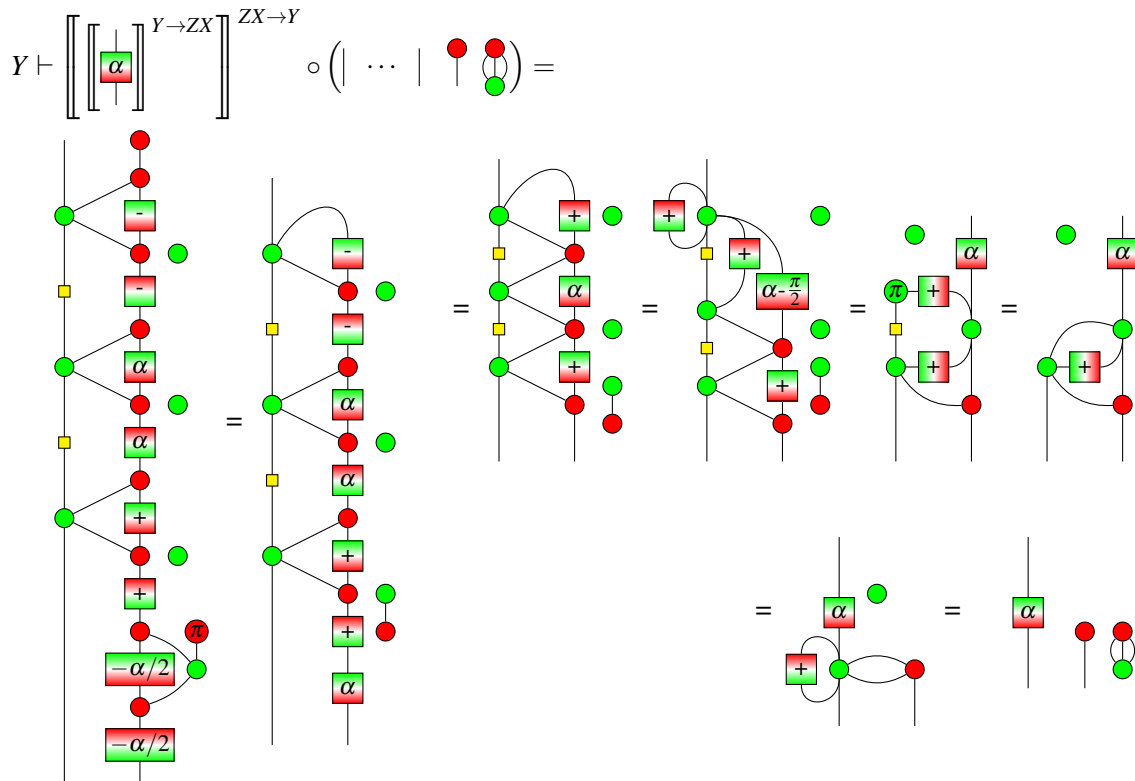 Y ⊢ ⟦⟦ α ⟧^{Y→ZX}⟧^{ZX→Y} ∘ ( | ⋯ | ) =
-
-
α
α
+
+
π
−α/2
−α/2
=
-
-
α
α
+
+
α
=
+
α
+
=
+
+
α-π/2
+
=
α
π
+
+
=
α
+
=
α
+
=
α